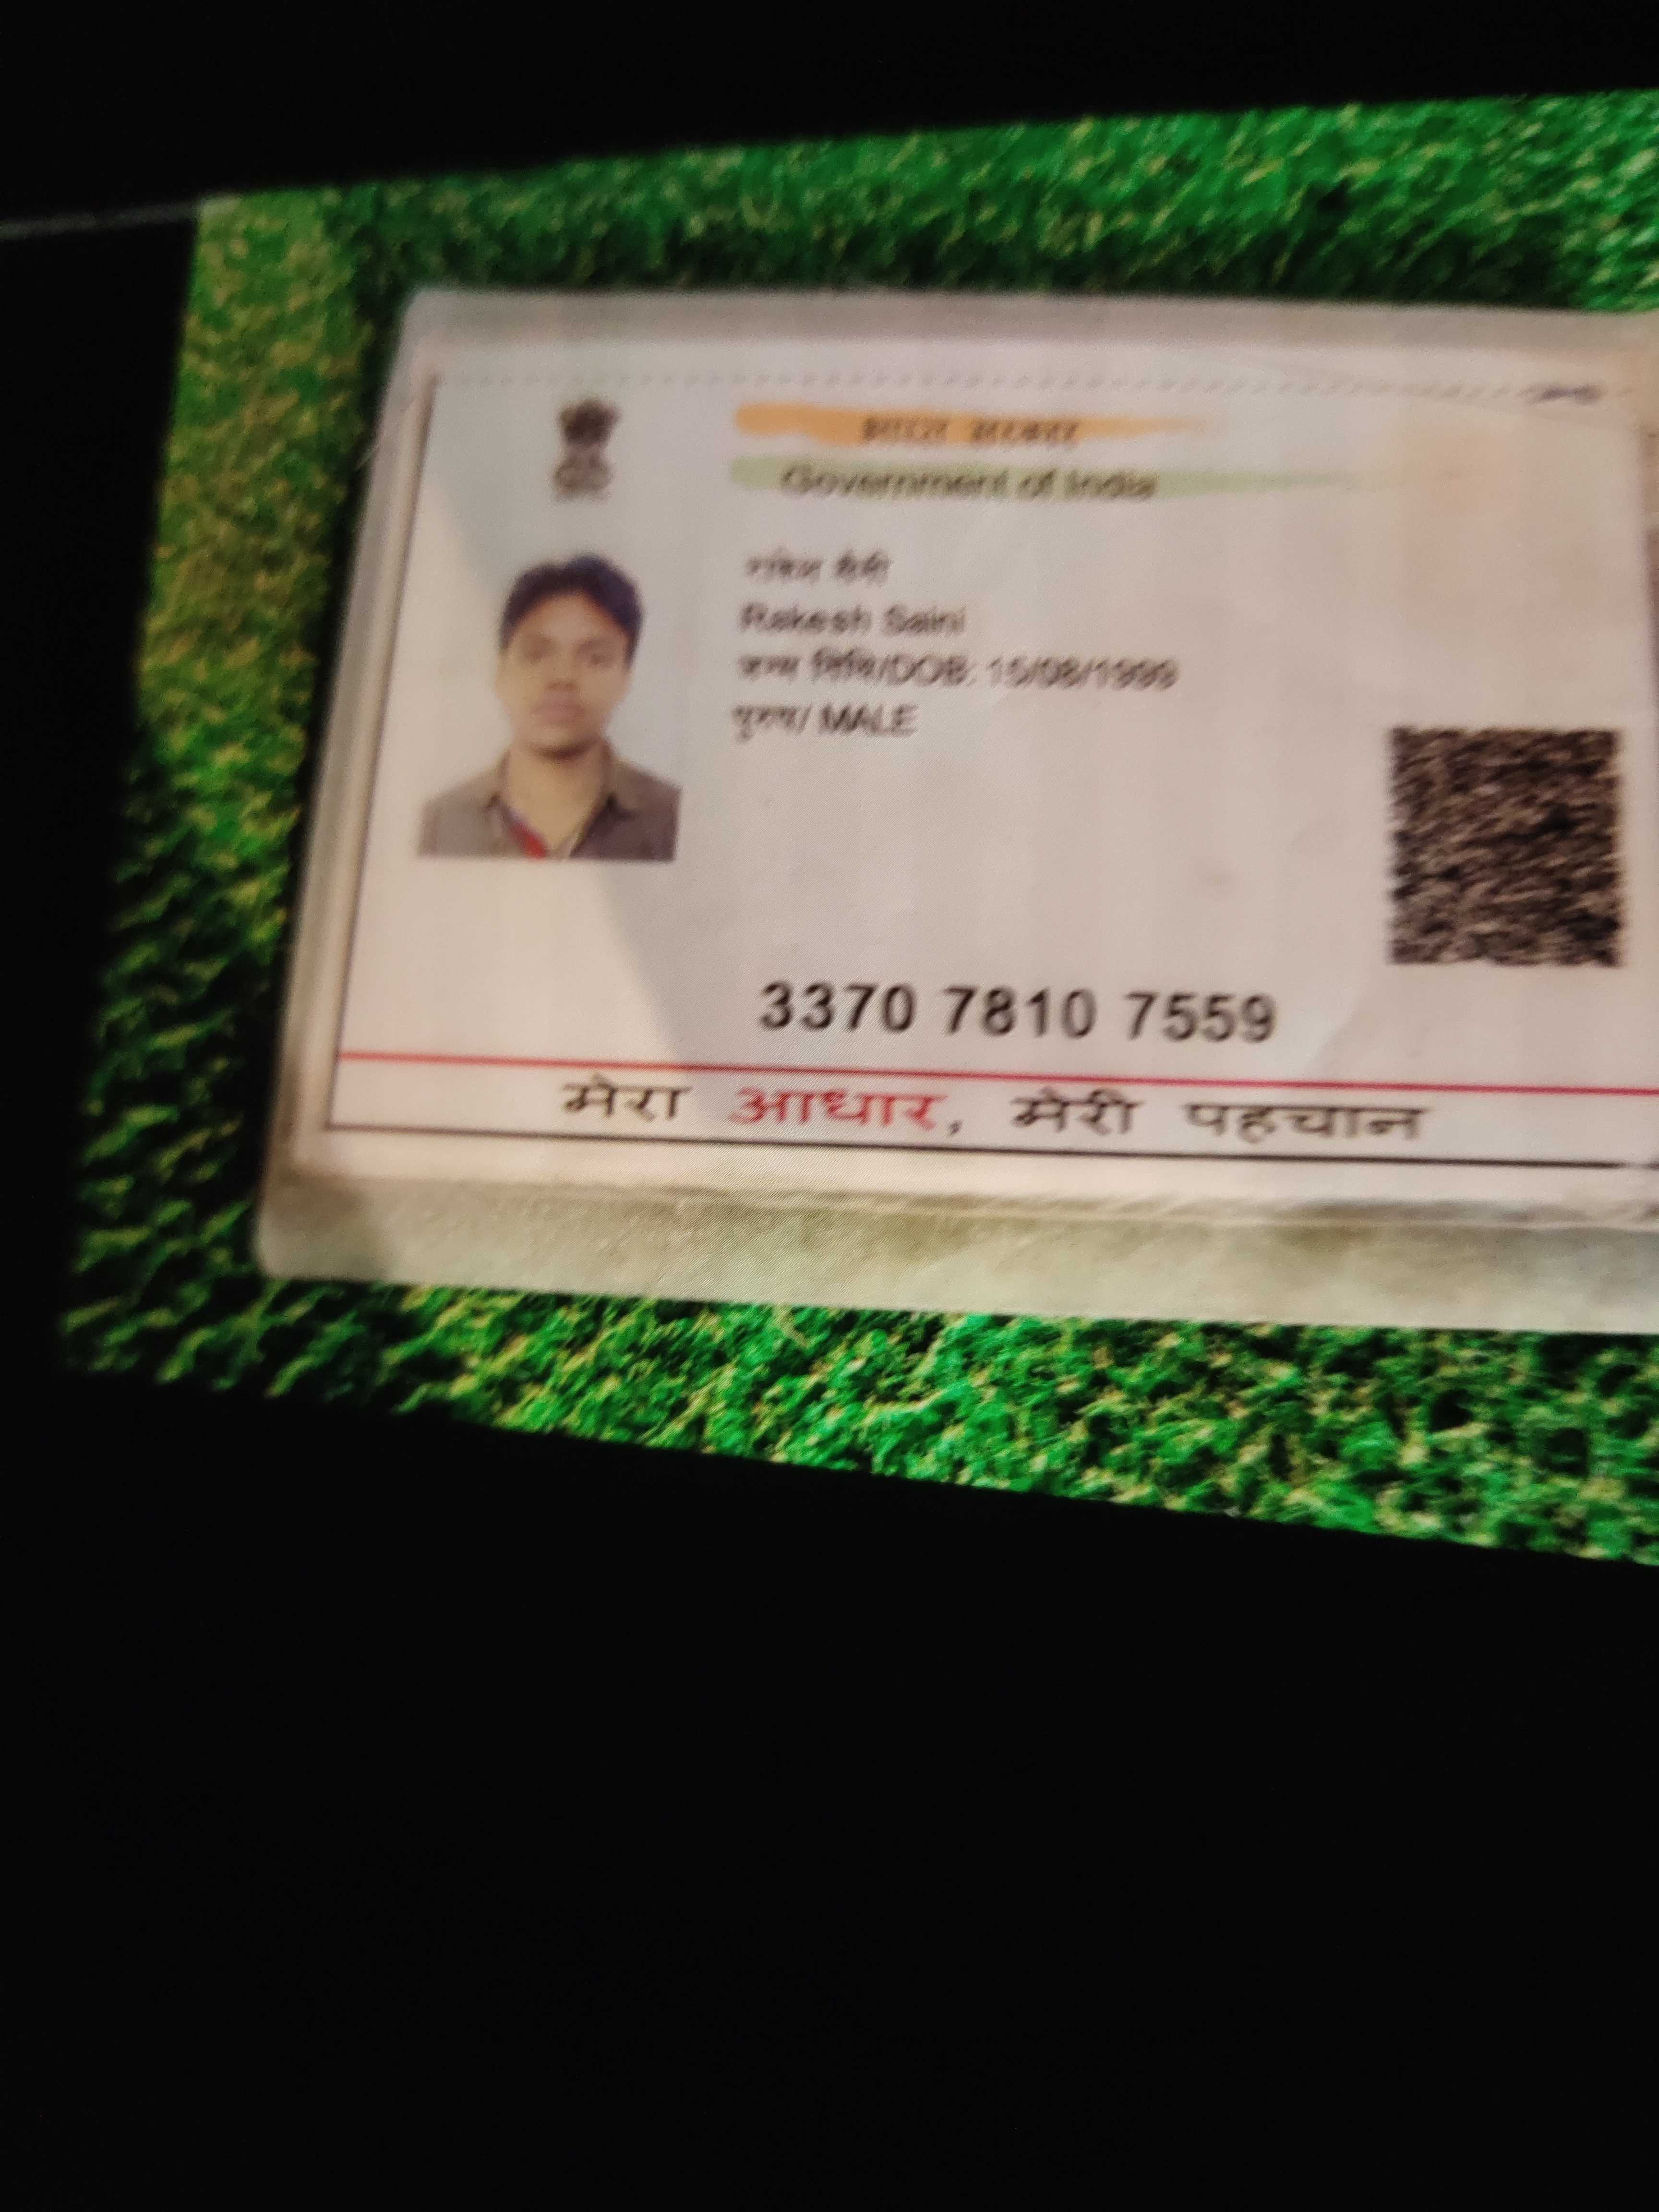 भारत सरकार
Government of India
राकेश सैनी
Rakesh Saini
जन्म तिथि/DOB: 15/08/1999
पुरुष/ MALE
3370 7810 7559
मेरा आधार, मेरी पहचान